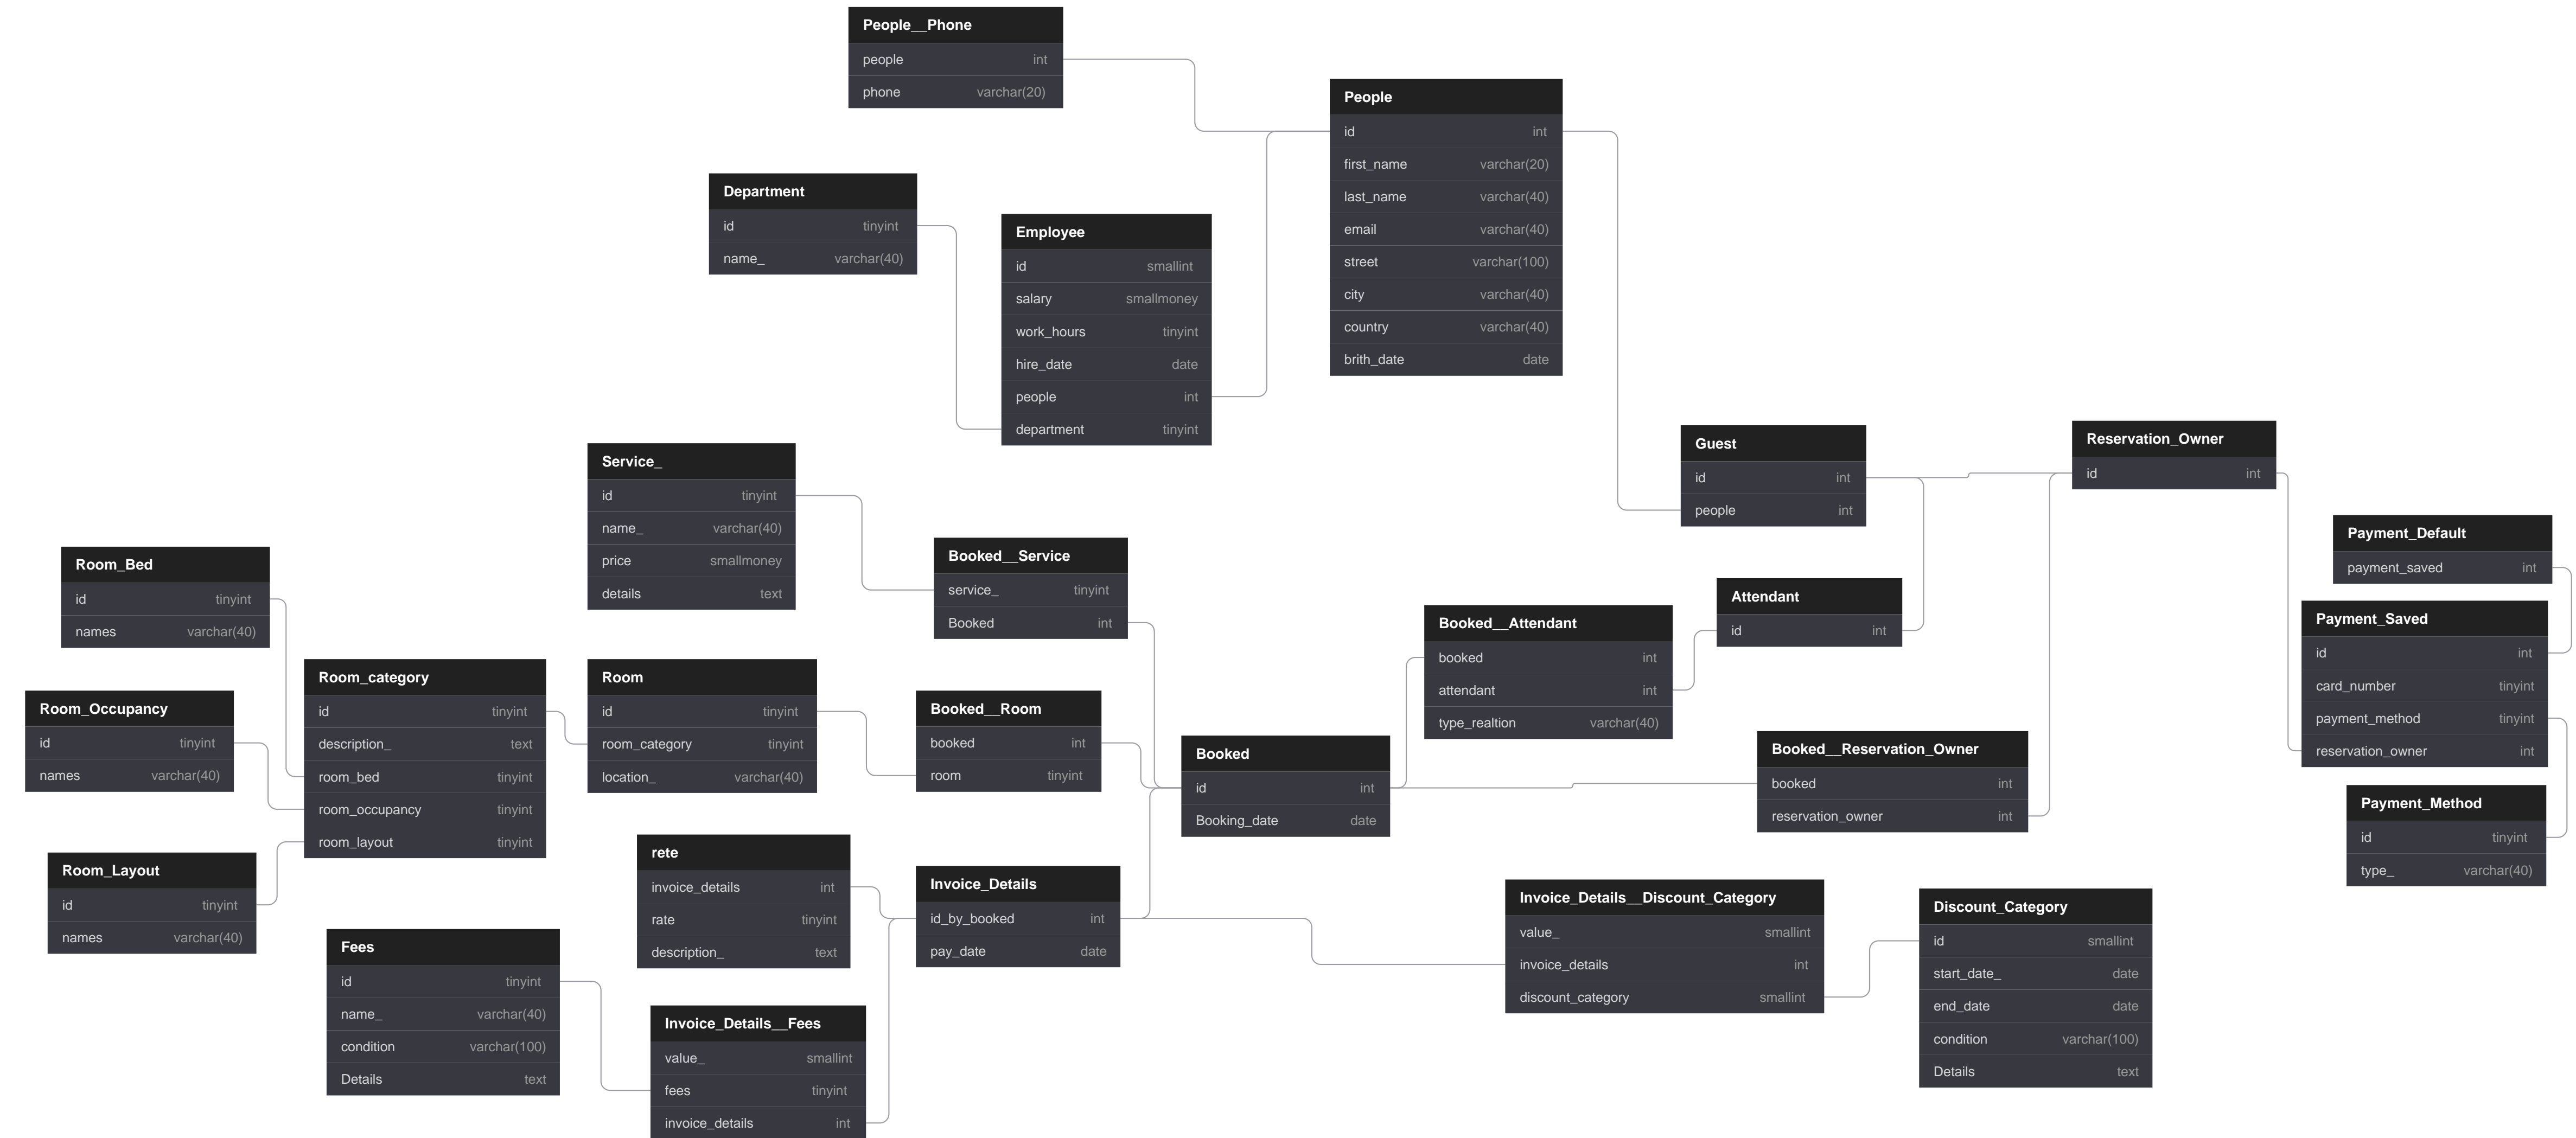 People__Phone
people int
phone varchar(20)
People
id int
first_name varchar(20)
last_name varchar(40)
email varchar(40)
street varchar(100)
city varchar(40)
country varchar(40)
brith_date date
Department
id tinyint
name_ varchar(40)
Employee
id smallint
salary smallmoney
work_hours tinyint
hire_date date
people int
department tinyint
Guest
id int
people int
Reservation_Owner
id int
Service_
id tinyint
name_ varchar(40)
price smallmoney
details text
Booked__Service
service_ tinyint
Booked int
Payment_Default
payment_saved int
Room_Bed
id tinyint
names varchar(40)
Attendant
id int
Booked__Attendant
booked int
attendant int
type_realtion varchar(40)
Payment_Saved
id int
card_number tinyint
payment_method tinyint
reservation_owner int
Room_category
id tinyint
description_ text
room_bed tinyint
room_occupancy tinyint
room_layout tinyint
Room
id tinyint
room_category tinyint
location_ varchar(40)
Room_Occupancy
id tinyint
names varchar(40)
Booked__Room
booked int
room tinyint
Booked
id int
Booking_date date
Booked__Reservation_Owner
booked int
reservation_owner int
Payment_Method
id tinyint
type_ varchar(40)
Room_Layout
id tinyint
names varchar(40)
rete
invoice_details int
rate tinyint
description_ text
Invoice_Details
id_by_booked int
pay_date date
Invoice_Details__Discount_Category
value_ smallint
invoice_details int
discount_category smallint
Discount_Category
id smallint
start_date_ date
end_date date
condition varchar(100)
Details text
Fees
id tinyint
name_ varchar(40)
condition varchar(100)
Details text
Invoice_Details__Fees
value_ smallint
fees tinyint
invoice_details int